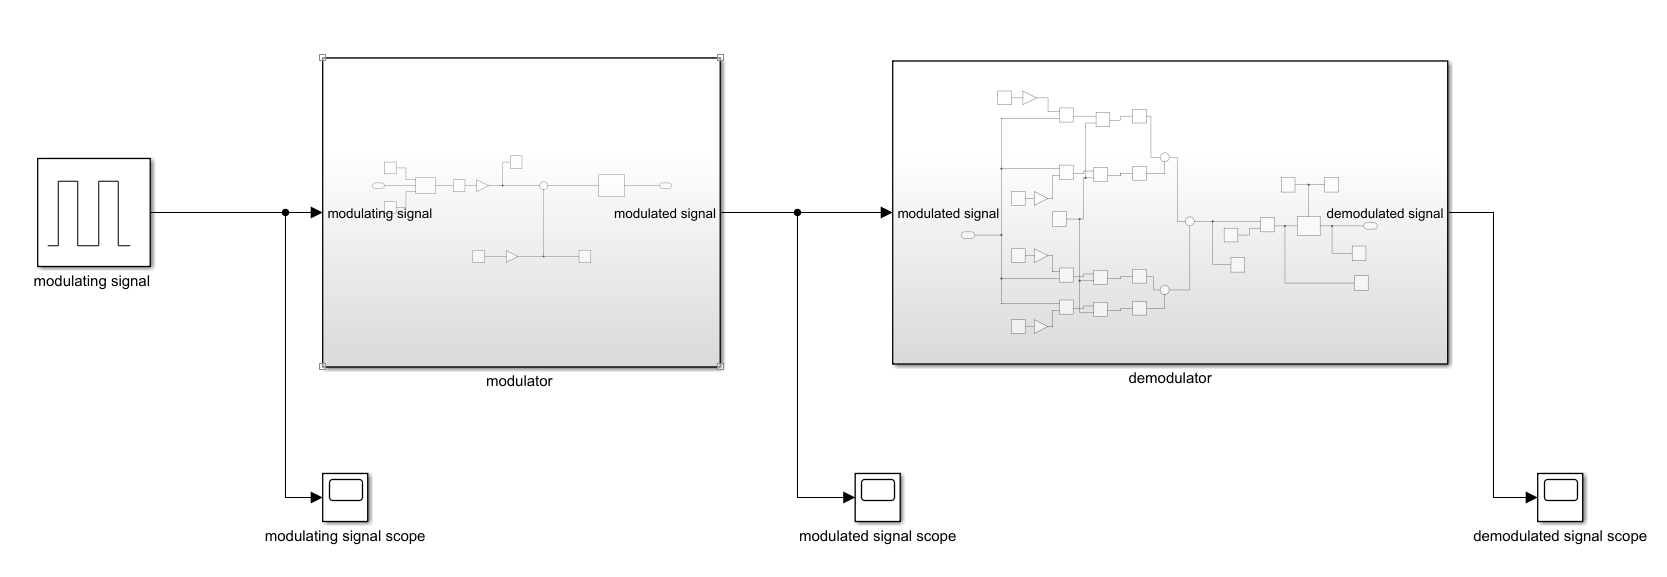 modulating signal
modulating signal
modulated signal
modulator
modulated signal
demodulated signal
demodulator
modulating signal scope
modulated signal scope
demodulated signal scope